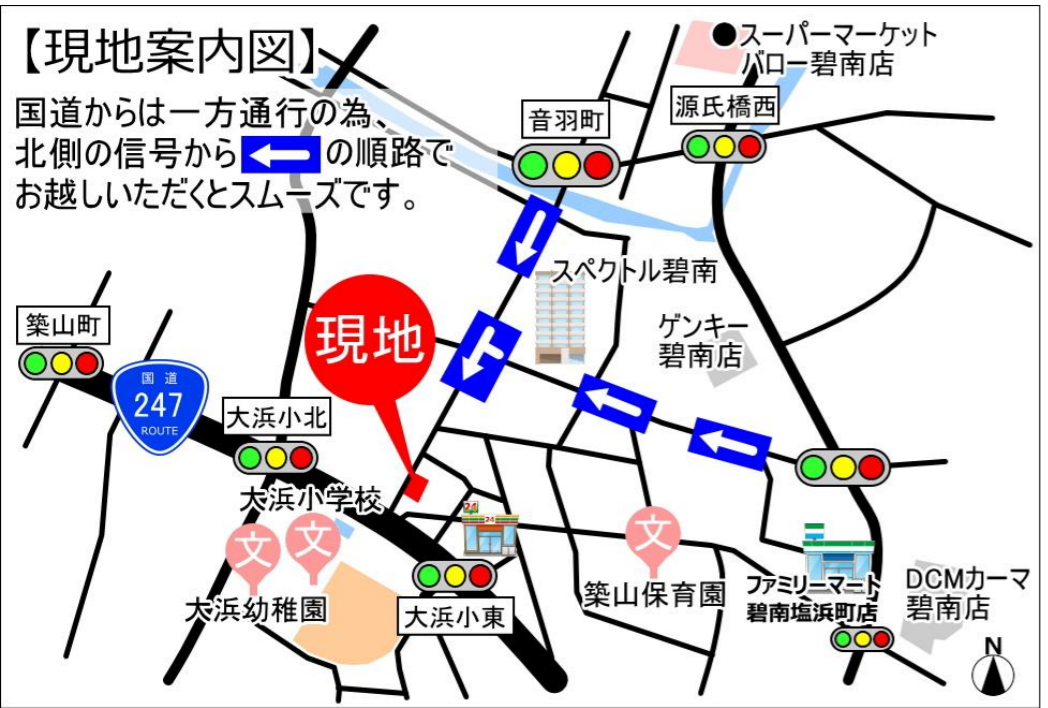 【現地案内図】
国道からは一方通行の為、
北側の信号から の順路で
お越しいただくとスムーズです。
スーパーマーケット
バロー碧南店
音羽町
源氏橋西
スペクトル碧南
築山町
現地
ゲンキー
碧南店
国道
247
ROUTE
大浜小北
大浜小学校
24
24
文
文
文
大浜幼稚園
大浜小東
築山保育園
ファミリーマート
碧南塩浜町店
DCMカーマ
碧南店
N